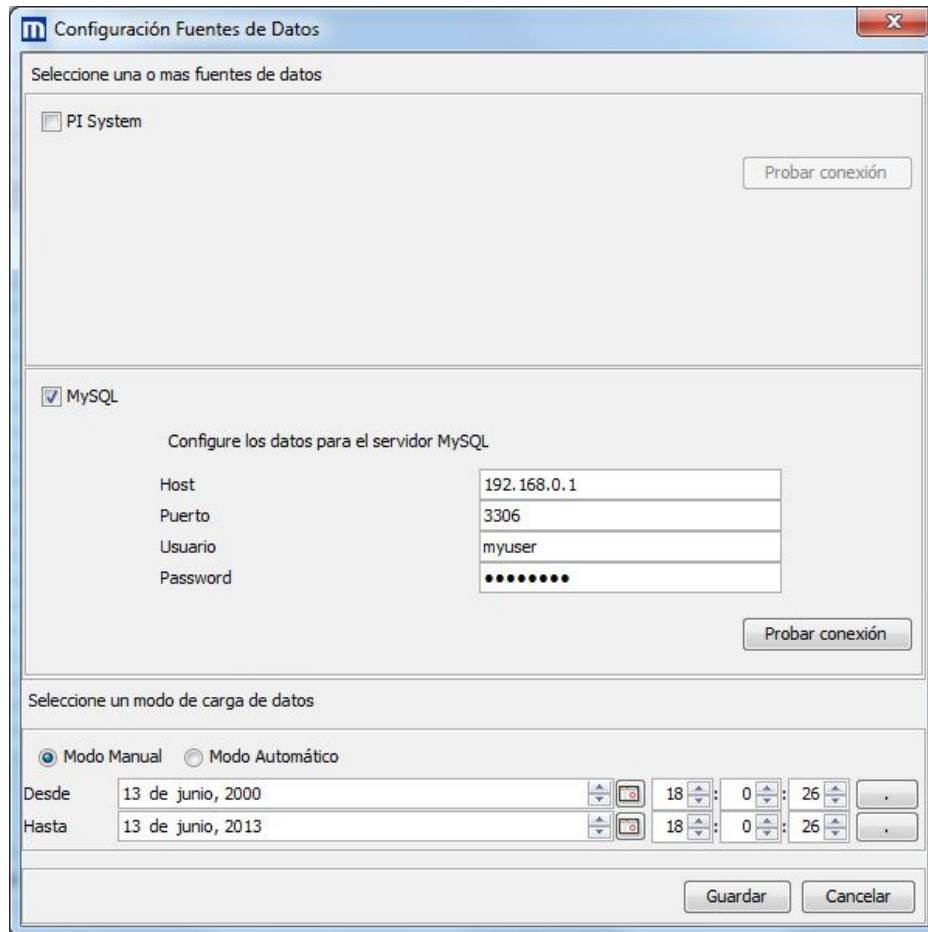 m Configuración Fuentes de Datos
Seleccione una o mas fuentes de datos
PI System
Probar conexión
MySQL
Configure los datos para el servidor MySQL
Host 192.168.0.1
Puerto 3306
Usuario myuser
Password ••••••••
Probar conexión
Seleccione un modo de carga de datos
Modo Manual Modo Automático
Desde 13 de junio, 2000 18 : 0 : 26 .
Hasta 13 de junio, 2013 18 : 0 : 26 .
Guardar Cancelar